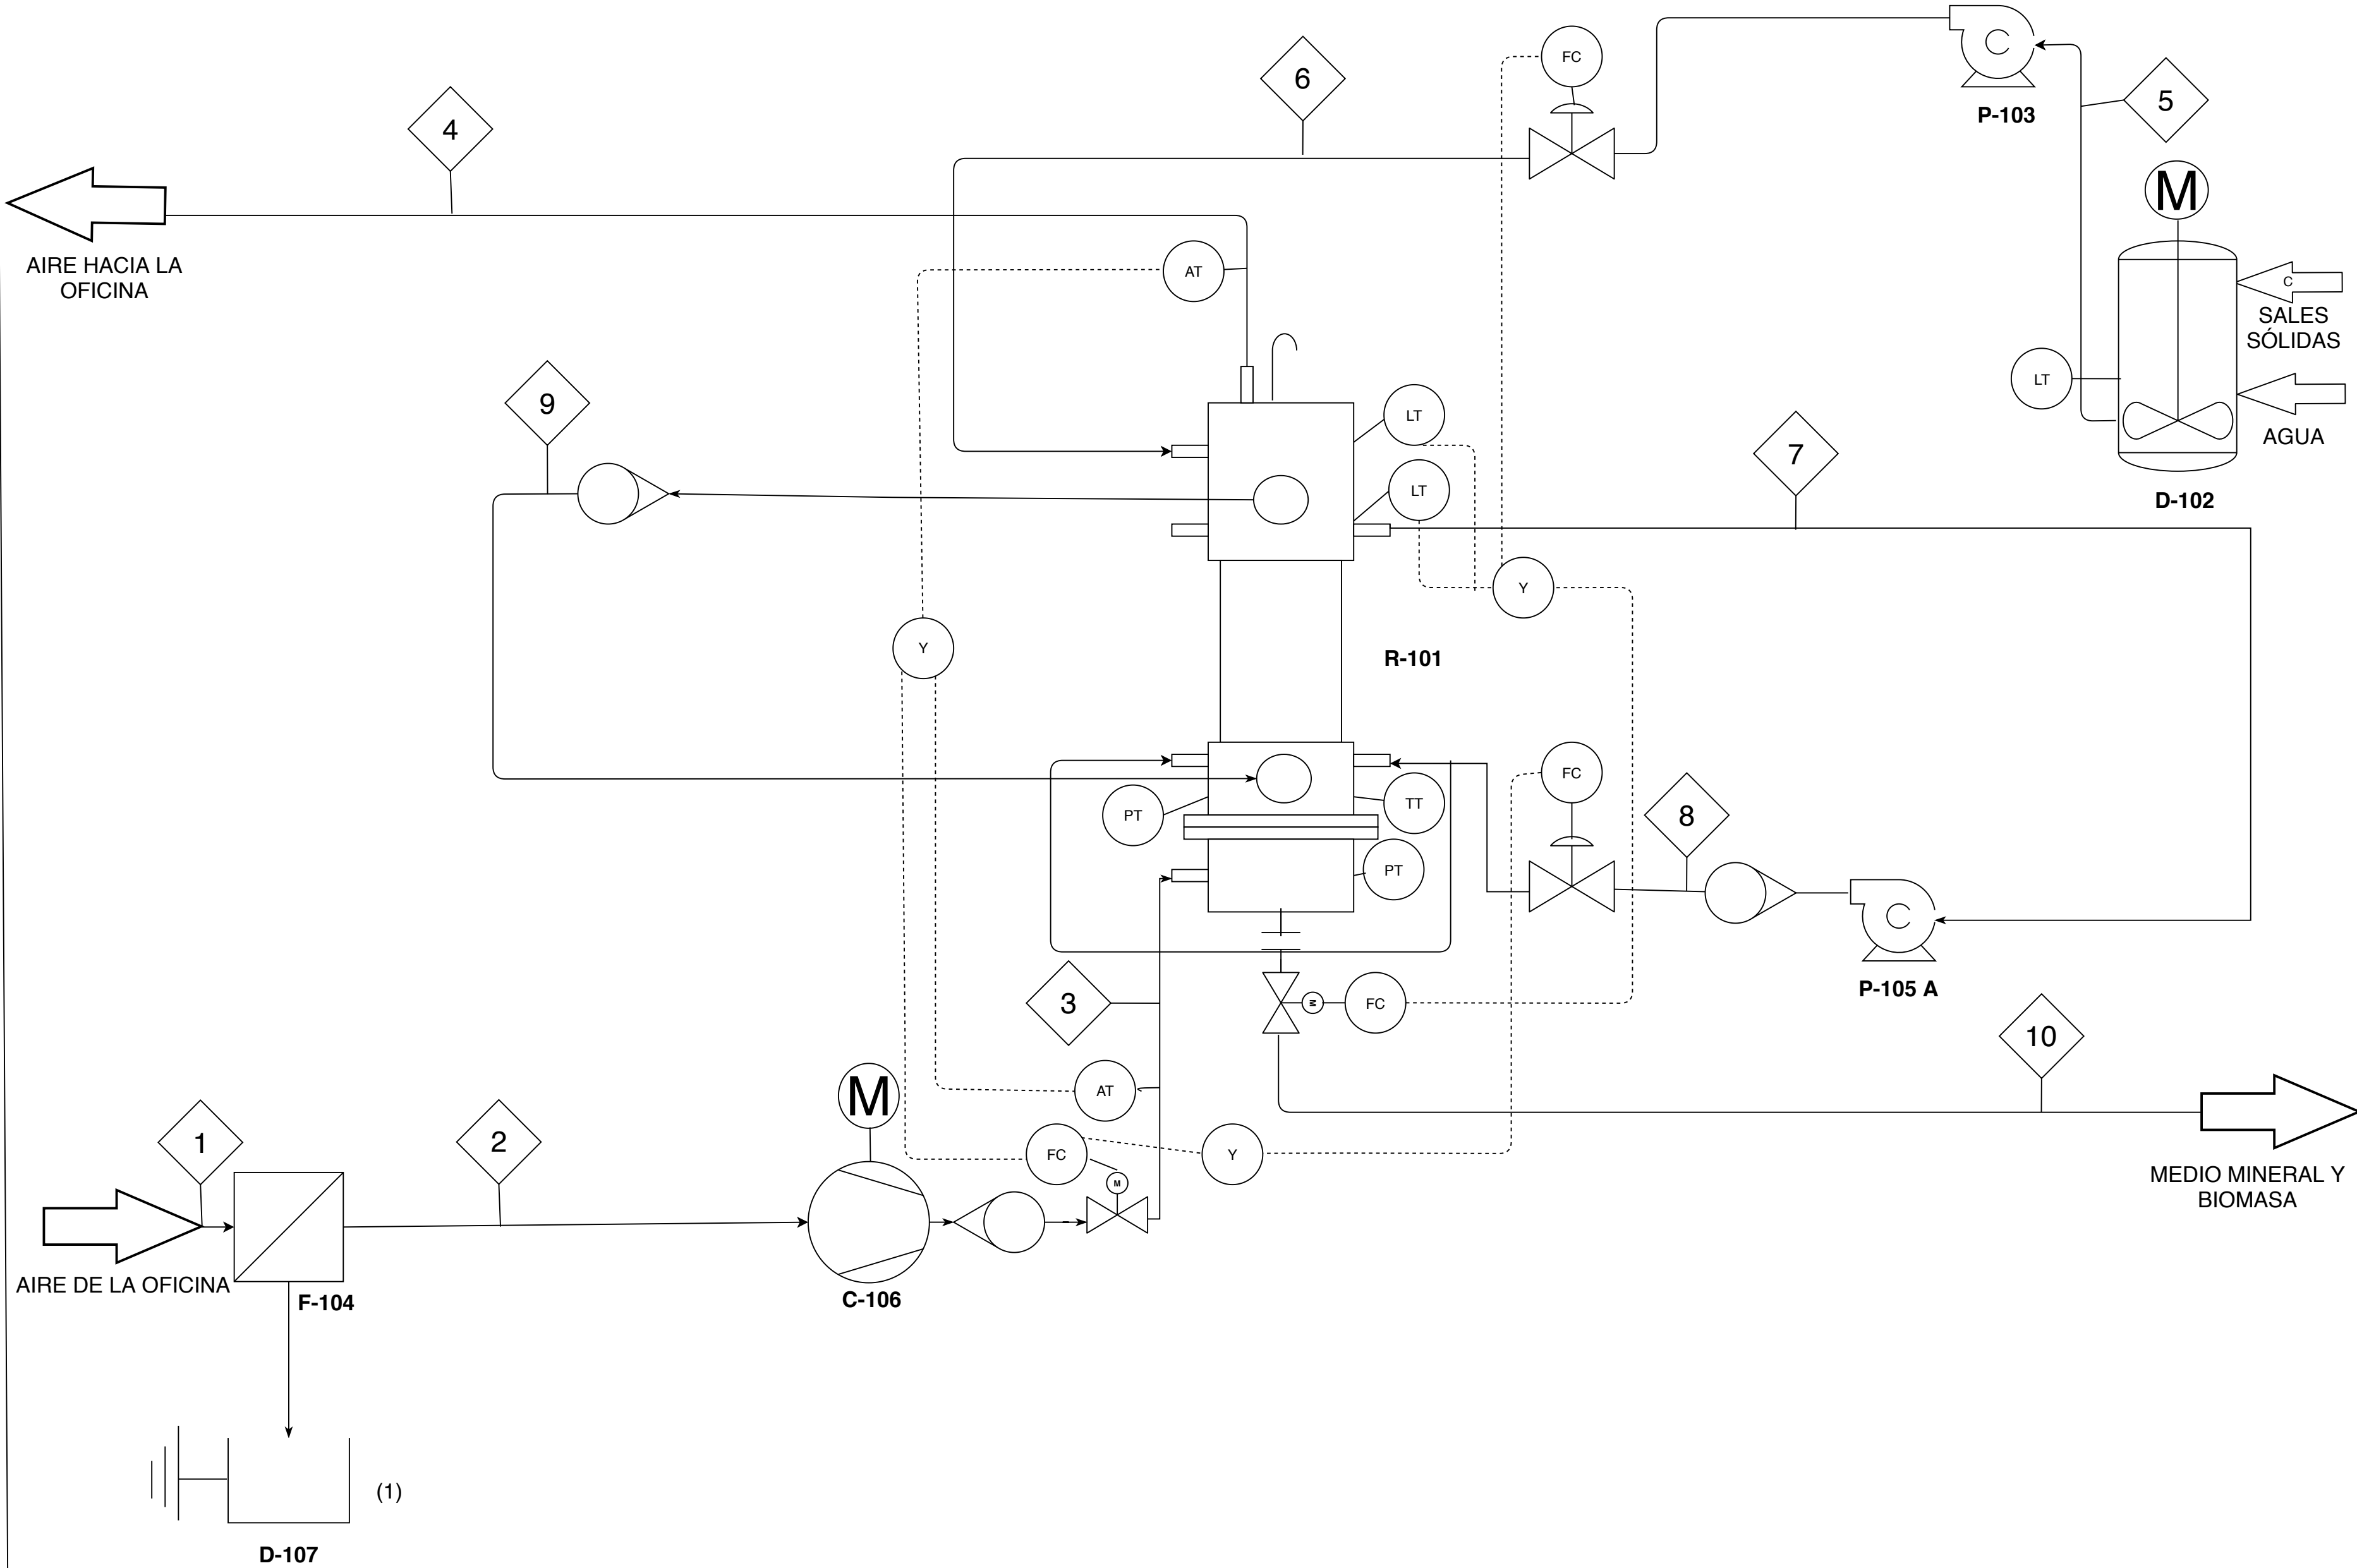 FC
6
C
P-103
5
4
M
AIRE HACIA LA
OFICINA
AT
C
SALES
SÓLIDAS
LT
AGUA
D-102
9
LT
7
LT
Y
Y
R-101
FC
PT
TT
8
PT
C
P-105 A
3
M
FC
10
M
AT
1
2
FC
Y
M
MEDIO MINERAL Y
BIOMASA
AIRE DE LA OFICINA
F-104
C-106
(1)
D-107